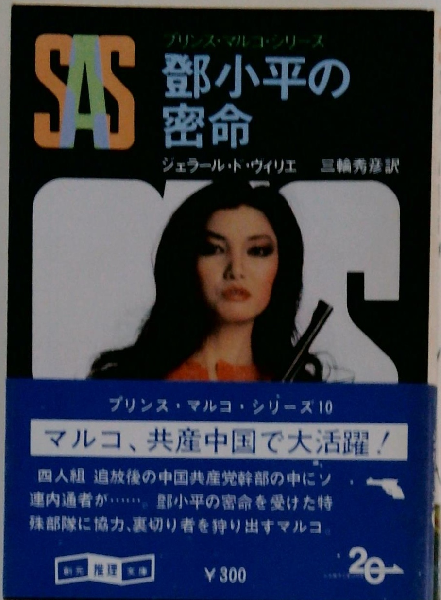 SAS
プリンス・マルコ・シリーズ
鄧小平の
密命
ジェラール・ド・ヴィリエ 三輪秀彦訳
プリンス・マルコ・シリーズ10
マルコ、共産中国で大活躍！
四人組 追放後の中国共産党幹部の中にソ
連内通者が……。鄧小平の密命を受けた特
殊部隊に協力、裏切り者を狩り出すマルコ。
創元 推理 文庫
￥300
20